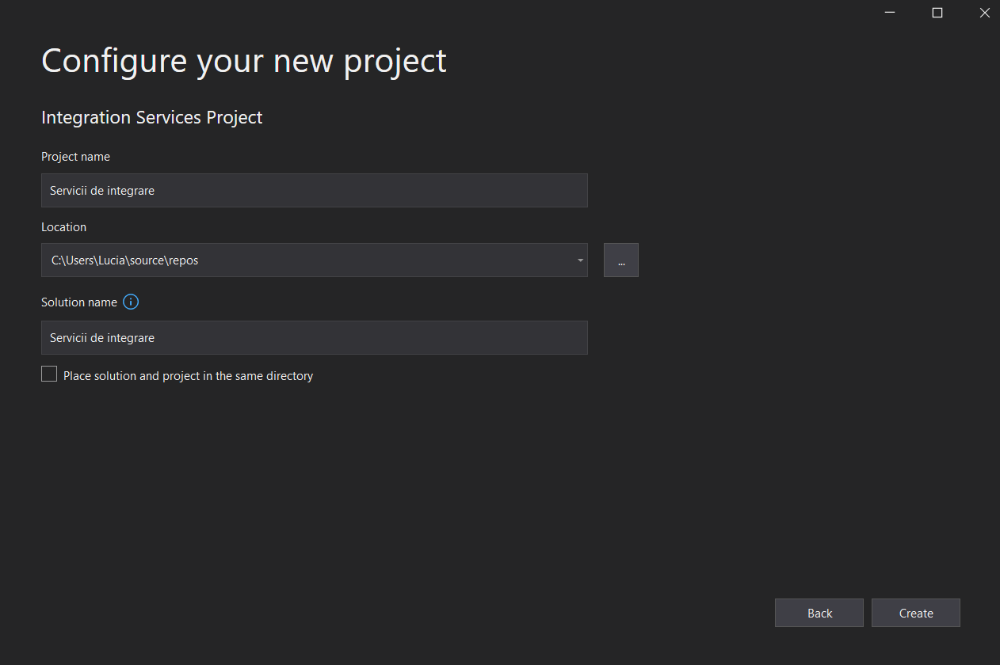 Configure your new project
Integration Services Project
Project name
Servicii de integrare
Location
C:\Users\Lucia\source\repos
...
Solution name
Servicii de integrare
Place solution and project in the same directory
Back
Create